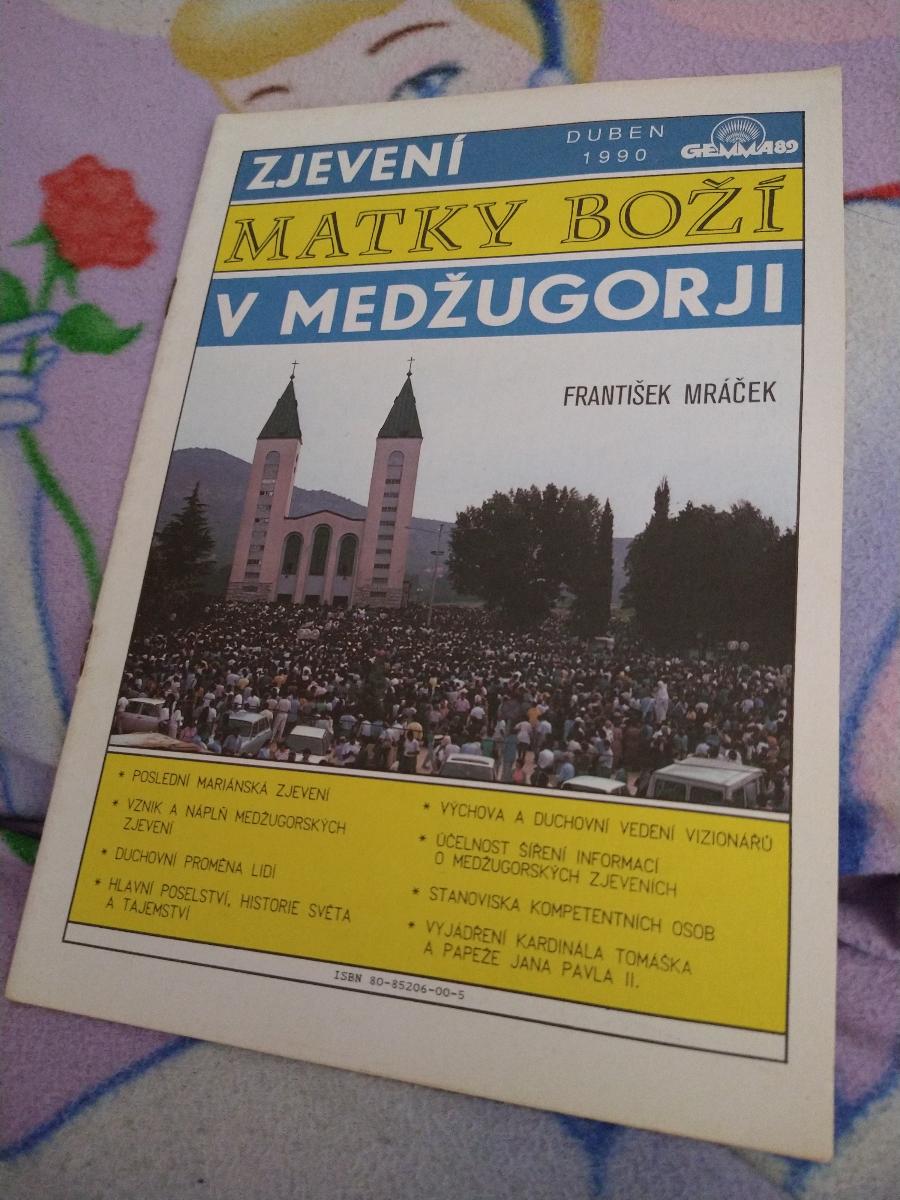 ZJEVENÍ
DUBEN
1990
GEMMA89
MATKY BOŽÍ
V MEDŽUGORJI
FRANTIŠEK MRÁČEK
* POSLEDNÍ MARIÁNSKÁ ZJEVENÍ
* VZNIK A NÁPLŇ MEDŽUGORSKÝCH
ZJEVENÍ
* DUCHOVNÍ PROMĚNA LIDÍ
* HLAVNÍ POSELSTVÍ, HISTORIE SVĚTA
A TAJEMSTVÍ
* VÝCHOVA A DUCHOVNÍ VEDENÍ VIZIONÁŘŮ
* ÚČELNOST ŠÍŘENÍ INFORMACÍ
O MEDŽUGORSKÝCH ZJEVENÍCH
* STANOVISKA KOMPETENTNÍCH OSOB
* VYJÁDŘENÍ KARDINÁLA TOMÁŠKA
A PAPEŽE JANA PAVLA II.
ISBN 80-85206-00-5